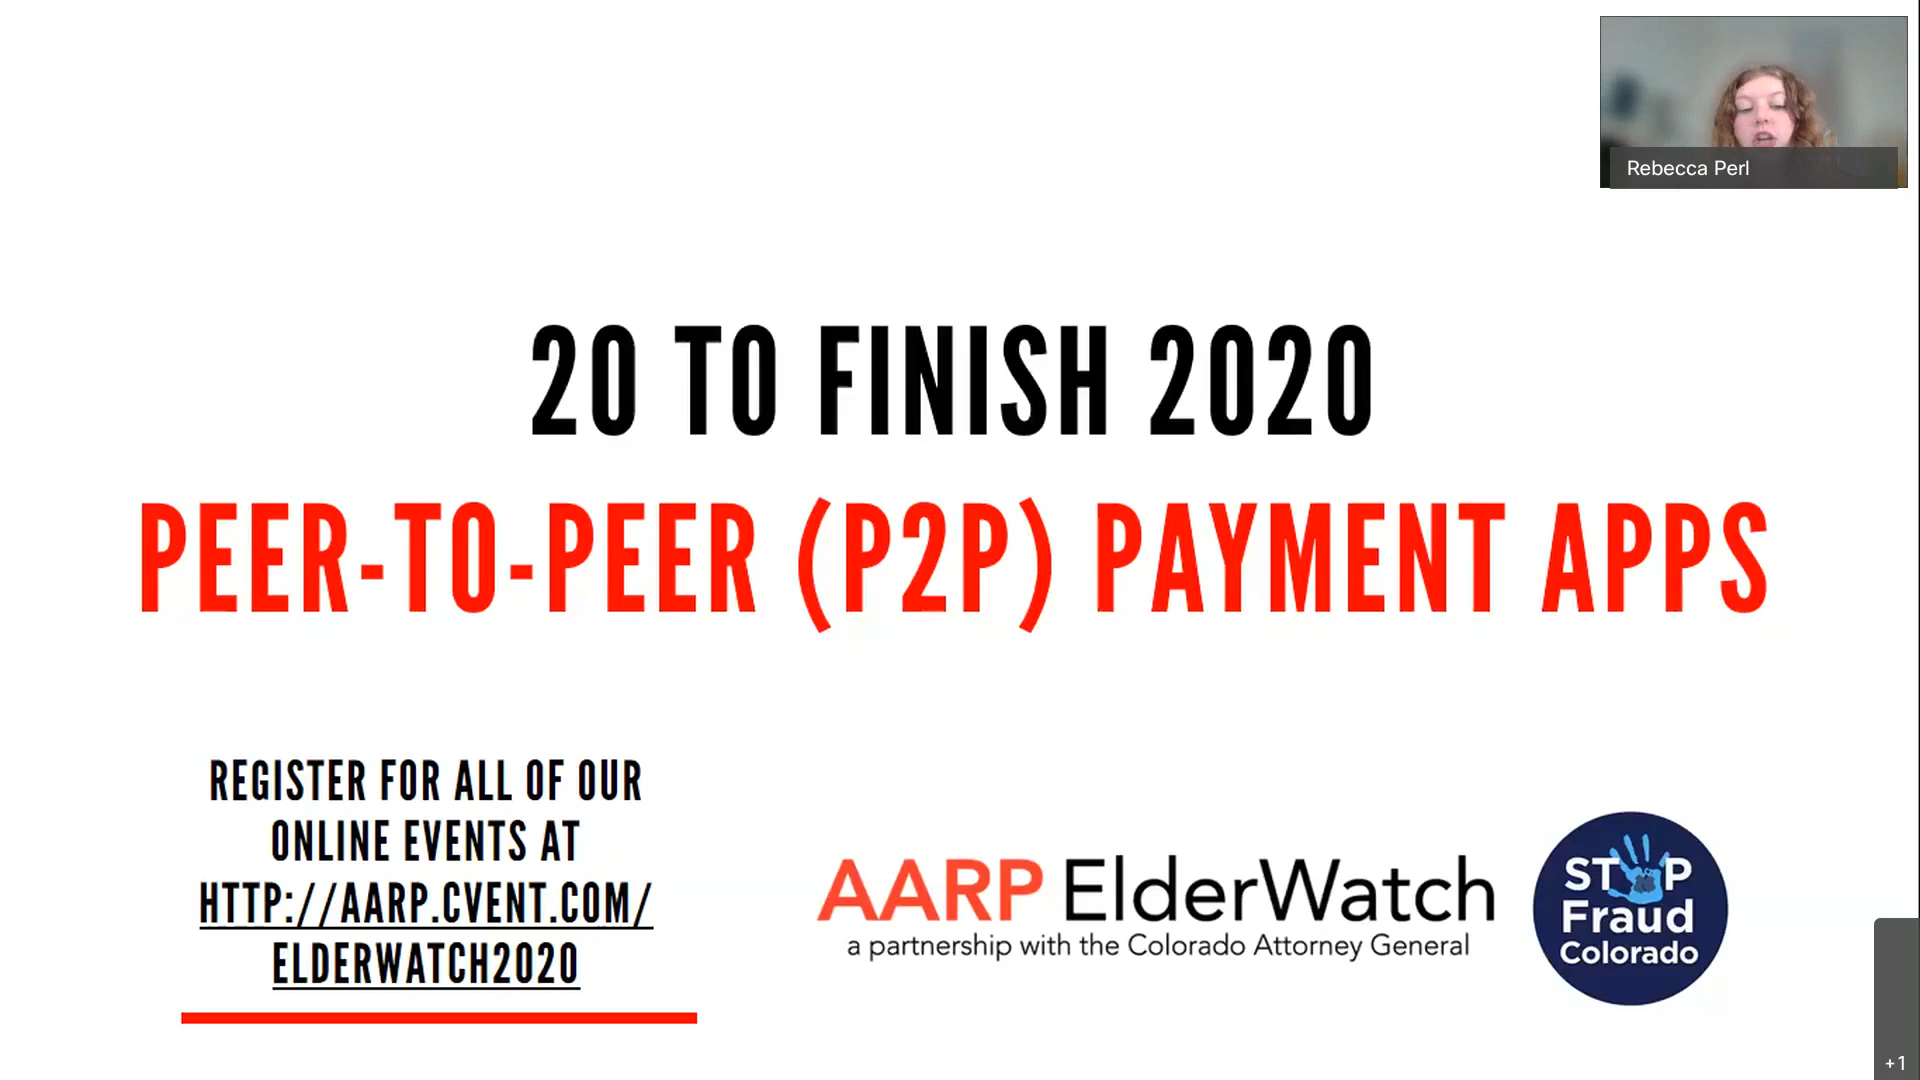 Rebecca Perl
20 TO FINISH 2020
PEER-TO-PEER (P2P) PAYMENT APPS
REGISTER FOR ALL OF OUR
ONLINE EVENTS AT
HTTP://AARP.CVENT.COM/
ELDERWATCH2020
AARP ElderWatch
a partnership with the Colorado Attorney General
STOP
Fraud
Colorado
+1